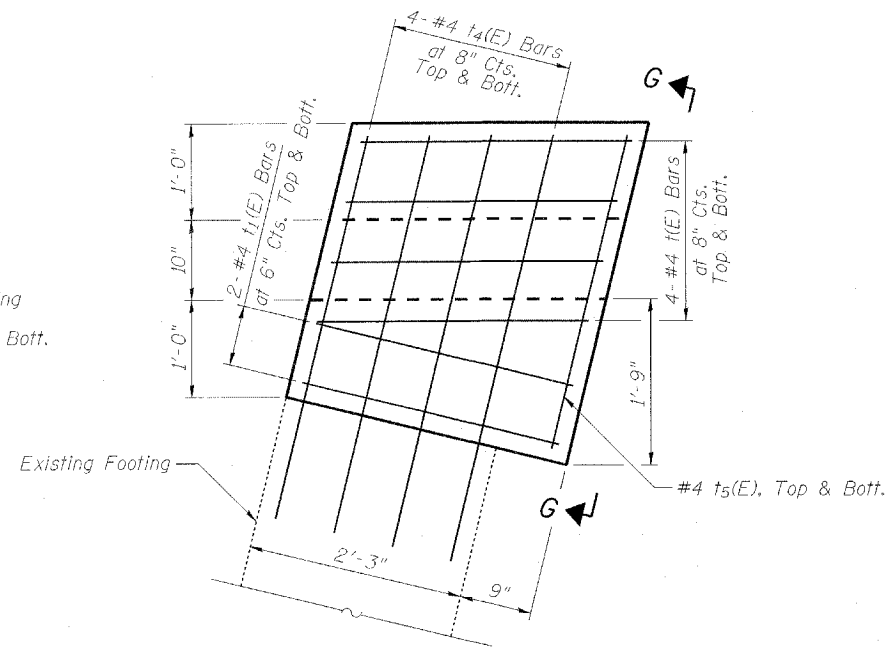 4-#4 t4(E) Bars
at 8" Cts.
Top & Bott.
G
2-#4 t1(E) Bars
at 6" Cts. Top & Bott.
1'-0"
10"
1'-0"
4-#4 t(E) Bars
at 8" Cts.
Top & Bott.
ng
Bott.
1'-9"
Existing Footing
#4 t5(E), Top & Bott.
G
2'-3"
9"